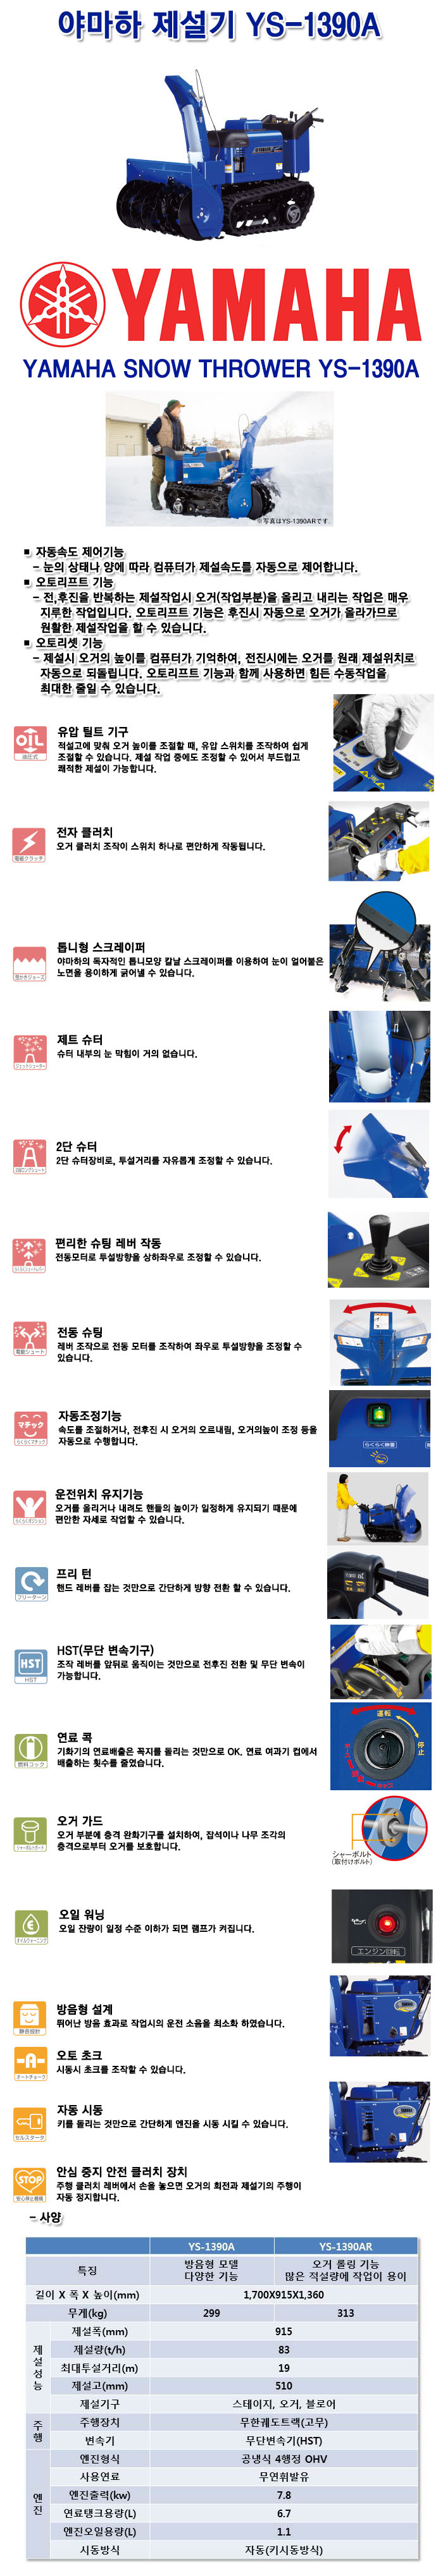 야마하 제설기 YS-1390A
YAMAHA
YAMAHA SNOW THROWER YS-1390A
※写真はYS-1390ARです.
■ 자동속도 제어기능
- 눈의 상태나 양에 따라 컴퓨터가 제설속도를 자동으로 제어합니다.
■ 오토리프트 기능
- 전,후진을 반복하는 제설작업시 오거(작업부분)을 올리고 내리는 작업은 매우
지루한 작업입니다. 오토리프트 기능은 후진시 자동으로 오거가 올라가므로
원활한 제설작업을 할 수 있습니다.
■ 오토리셋 기능
- 제설시 오거의 높이를 컴퓨터가 기억하여, 전진시에는 오거를 원래 제설위치로
자동으로 되돌립니다. 오토리프트 기능과 함께 사용하면 힘든 수동작업을
최대한 줄일 수 있습니다.
OIL
油圧式
유압 틸트 기구
적설고에 맞춰 오거 높이를 조절할 때, 유압 스위치를 조작하여 쉽게
조절할 수 있습니다. 제설 작업 중에도 조정할 수 있어서 부드럽고
쾌적한 제설이 가능합니다.
電磁クラッチ
전자 클러치
오거 클러치 조작이 스위치 하나로 편안하게 작동됩니다.
톱니형 스크레이퍼
야마하의 독자적인 톱니모양 칼날 스크레이퍼를 이용하여 눈이 얼어붙은
노면을 용이하게 긁어낼 수 있습니다.
ジェットシューター
제트 슈터
슈터 내부의 눈 막힘이 거의 없습니다.
2단 슈터
2단 슈터장비로, 투설거리를 자유롭게 조정할 수 있습니다.
편리한 슈팅 레버 작동
전동모터로 투설방향을 상하좌우로 조정할 수 있습니다.
電動シュート
전동 슈팅
레버 조작으로 전동 모터를 조작하여 좌우로 투설방향을 조정할 수
있습니다.
マチック
らくらくマチック
자동조정기능
속도를 조절하거나, 전후진 시 오거의 오르내림, 오거의높이 조정 등을
자동으로 수행합니다.
らくらくポジション
운전위치 유지기능
오거를 올리거나 내려도 핸들의 높이가 일정하게 유지되기 때문에
편안한 자세로 작업할 수 있습니다.
フリーターン
프리 턴
핸드 레버를 잡는 것만으로 간단하게 방향 전환 할 수 있습니다.
HST
HST
HST(무단 변속기구)
조작 레버를 앞뒤로 움직이는 것만으로 전후진 전환 및 무단 변속이
가능합니다.
燃料コック
연료 콕
기화기의 연료배출은 꼭지를 돌리는 것만으로 OK. 연료 여과기 컵에서
배출하는 횟수를 줄였습니다.
運転
停止
シャーボルトガード
오거 가드
오거 부분에 충격 완화기구를 설치하여, 잡석이나 나무 조각의
충격으로부터 오거를 보호합니다.
シャーボルト
(取付けボルト)
オイルウォーニング
오일 워닝
오일 잔량이 일정 수준 이하가 되면 램프가 켜집니다.
エンジン回転
静音設計
방음형 설계
뛰어난 방음 효과로 작업시의 운전 소음을 최소화 하였습니다.
オートチョーク
오토 초크
시동시 초크를 조작할 수 있습니다.
セルスタータ
자동 시동
키를 돌리는 것만으로 간단하게 엔진을 시동 시킬 수 있습니다.
STOP
安心停止機構
안심 중지 안전 클러치 장치
주행 클러치 레버에서 손을 놓으면 오거의 회전과 제설기의 주행이
자동 정지합니다.
- 사양
YS-1390A YS-1390AR
특징 방음형 모델 다양한 기능 오거 롤링 기능 많은 적설량에 작업이 용이
길이 X 폭 X 높이(mm) 1,700X915X1,360
무게(kg) 299 313
제설성능 제설폭(mm) 915
제설량(t/h) 83
최대투설거리(m) 19
제설고(mm) 510
제설기구 스테이지, 오거, 블로어
주행 주행장치 무한궤도트랙(고무)
변속기 무단변속기(HST)
엔진 엔진형식 공냉식 4행정 OHV
사용연료 무연휘발유
엔진출력(kw) 7.8
연료탱크용량(L) 6.7
엔진오일용량(L) 1.1
시동방식 자동(키시동방식)